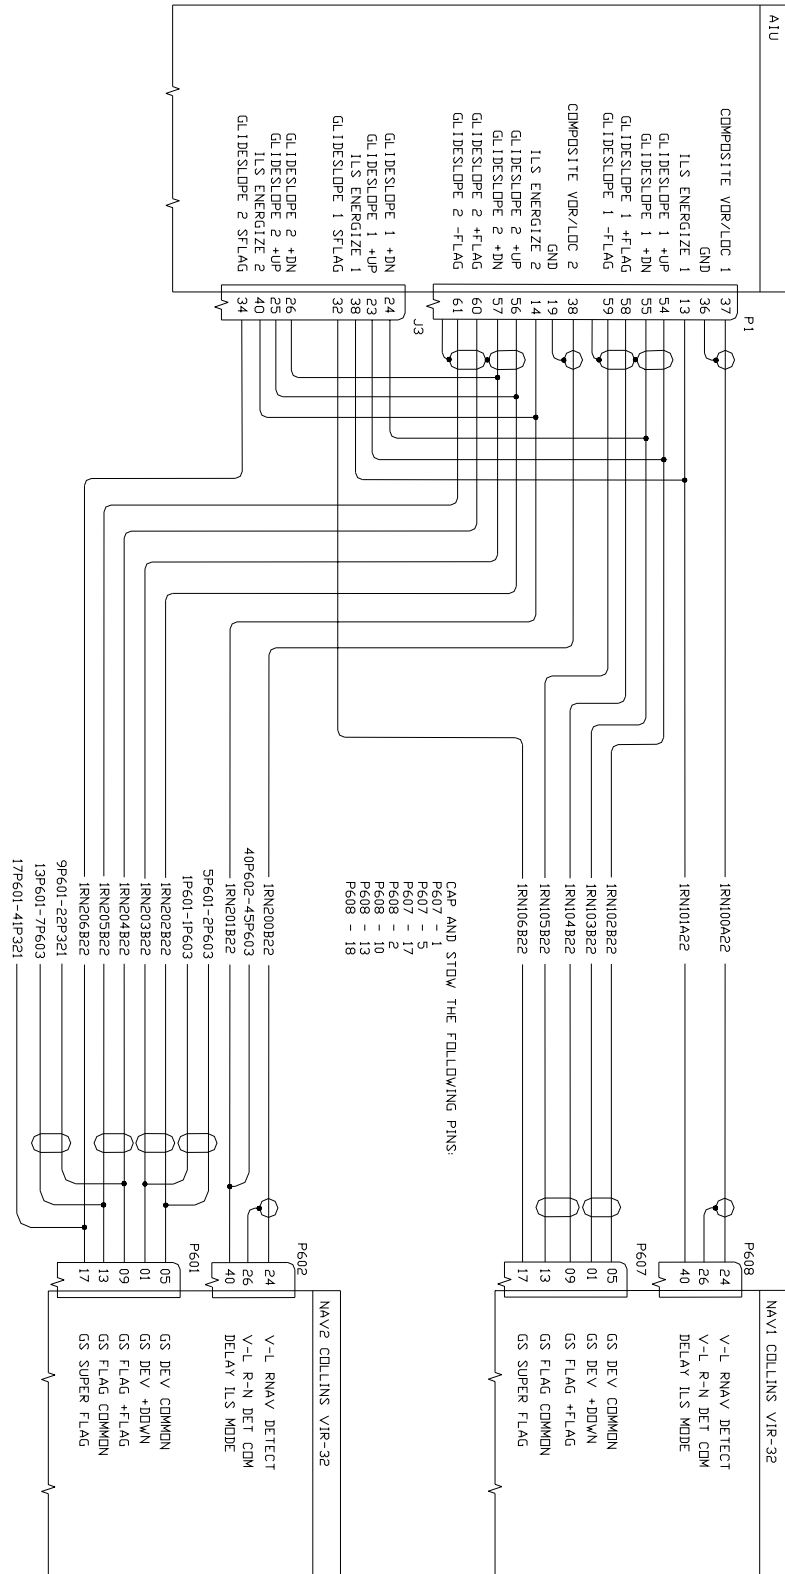 AIU
COMPOSITE VOR/LOC 1
GND
ILS ENERGIZE 1
GLIDESLOPE 1 +UP
GLIDESLOPE 1 +DN
GLIDESLOPE 1 +FLAG
GLIDESLOPE 1 -FLAG
COMPOSITE VOR/LOC 2
GND
ILS ENERGIZE 2
GLIDESLOPE 2 +UP
GLIDESLOPE 2 +DN
GLIDESLOPE 2 +FLAG
GLIDESLOPE 2 -FLAG
GLIDESLOPE 1 +DN
GLIDESLOPE 1 +UP
ILS ENERGIZE 1
GLIDESLOPE 1 SFLAG
GLIDESLOPE 2 +DN
GLIDESLOPE 2 +UP
ILS ENERGIZE 2
GLIDESLOPE 2 SFLAG
P1
37
36
13
54
55
58
59
38
19
14
56
57
60
61
J3
24
23
38
32
26
25
40
34
1RN100A22
1RN101A22
1RN102B22
1RN103B22
1RN104B22
1RN105B22
1RN106B22
CAP AND STOW THE FOLLOWING PINS:
P607 - 1
P607 - 5
P607 - 17
P608 - 2
P608 - 10
P608 - 13
P608 - 18
1RN200B22
40P602-45P603
1RN201B22
5P601-2P603
1P601-1P603
1RN202B22
1RN203B22
1RN204B22
1RN205B22
1RN206B22
9P601-22P321
13P601-7P603
17P601-41P321
P608
24
26
40
P607
05
01
09
13
17
P602
24
26
40
P601
05
01
09
13
17
NAV1 COLLINS VIR-32
V-L RNAV DETECT
V-L R-N DET COM
DELAY ILS MODE
GS DEV COMMON
GS DEV +DOWN
GS FLAG +FLAG
GS FLAG COMMON
GS SUPER FLAG
NAV2 COLLINS VIR-32
V-L RNAV DETECT
V-L R-N DET COM
DELAY ILS MODE
GS DEV COMMON
GS DEV +DOWN
GS FLAG +FLAG
GS FLAG COMMON
GS SUPER FLAG